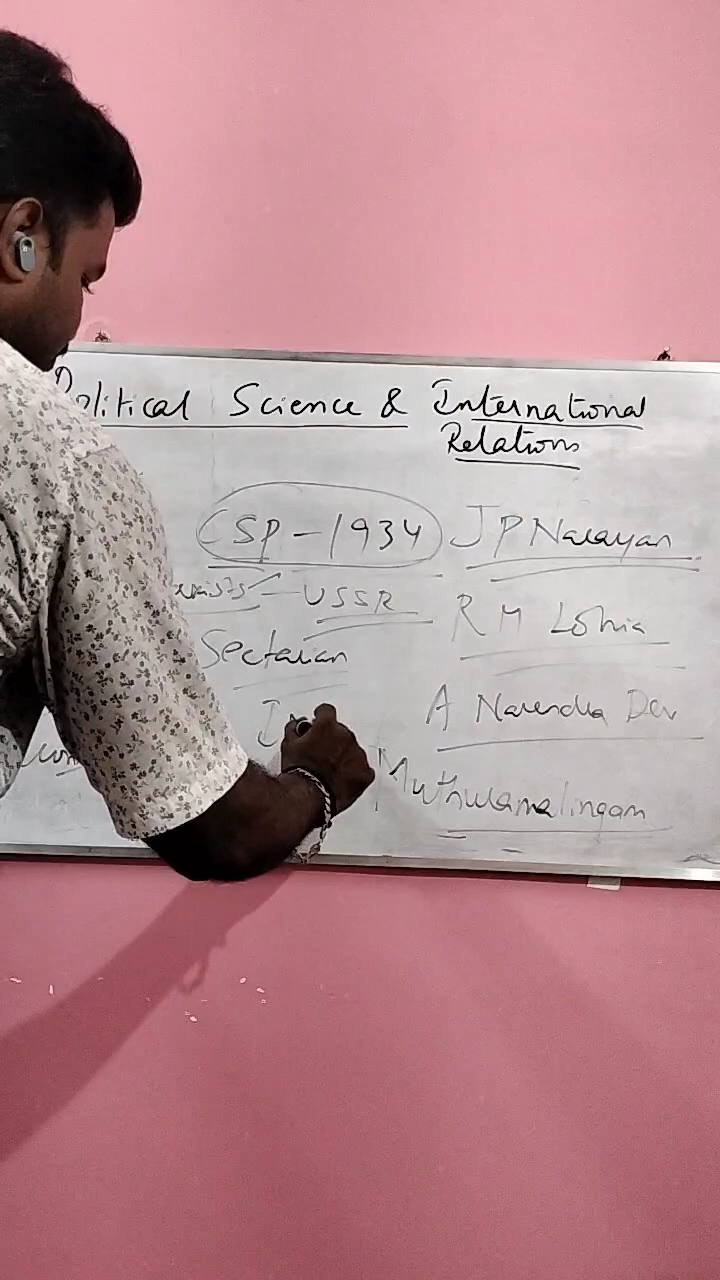 Political Science & International
Relations
CSP - 1934
JP Narayan
USSR
R M Lohia
Sectarian
A Narendra Dev
Muthuramalingam